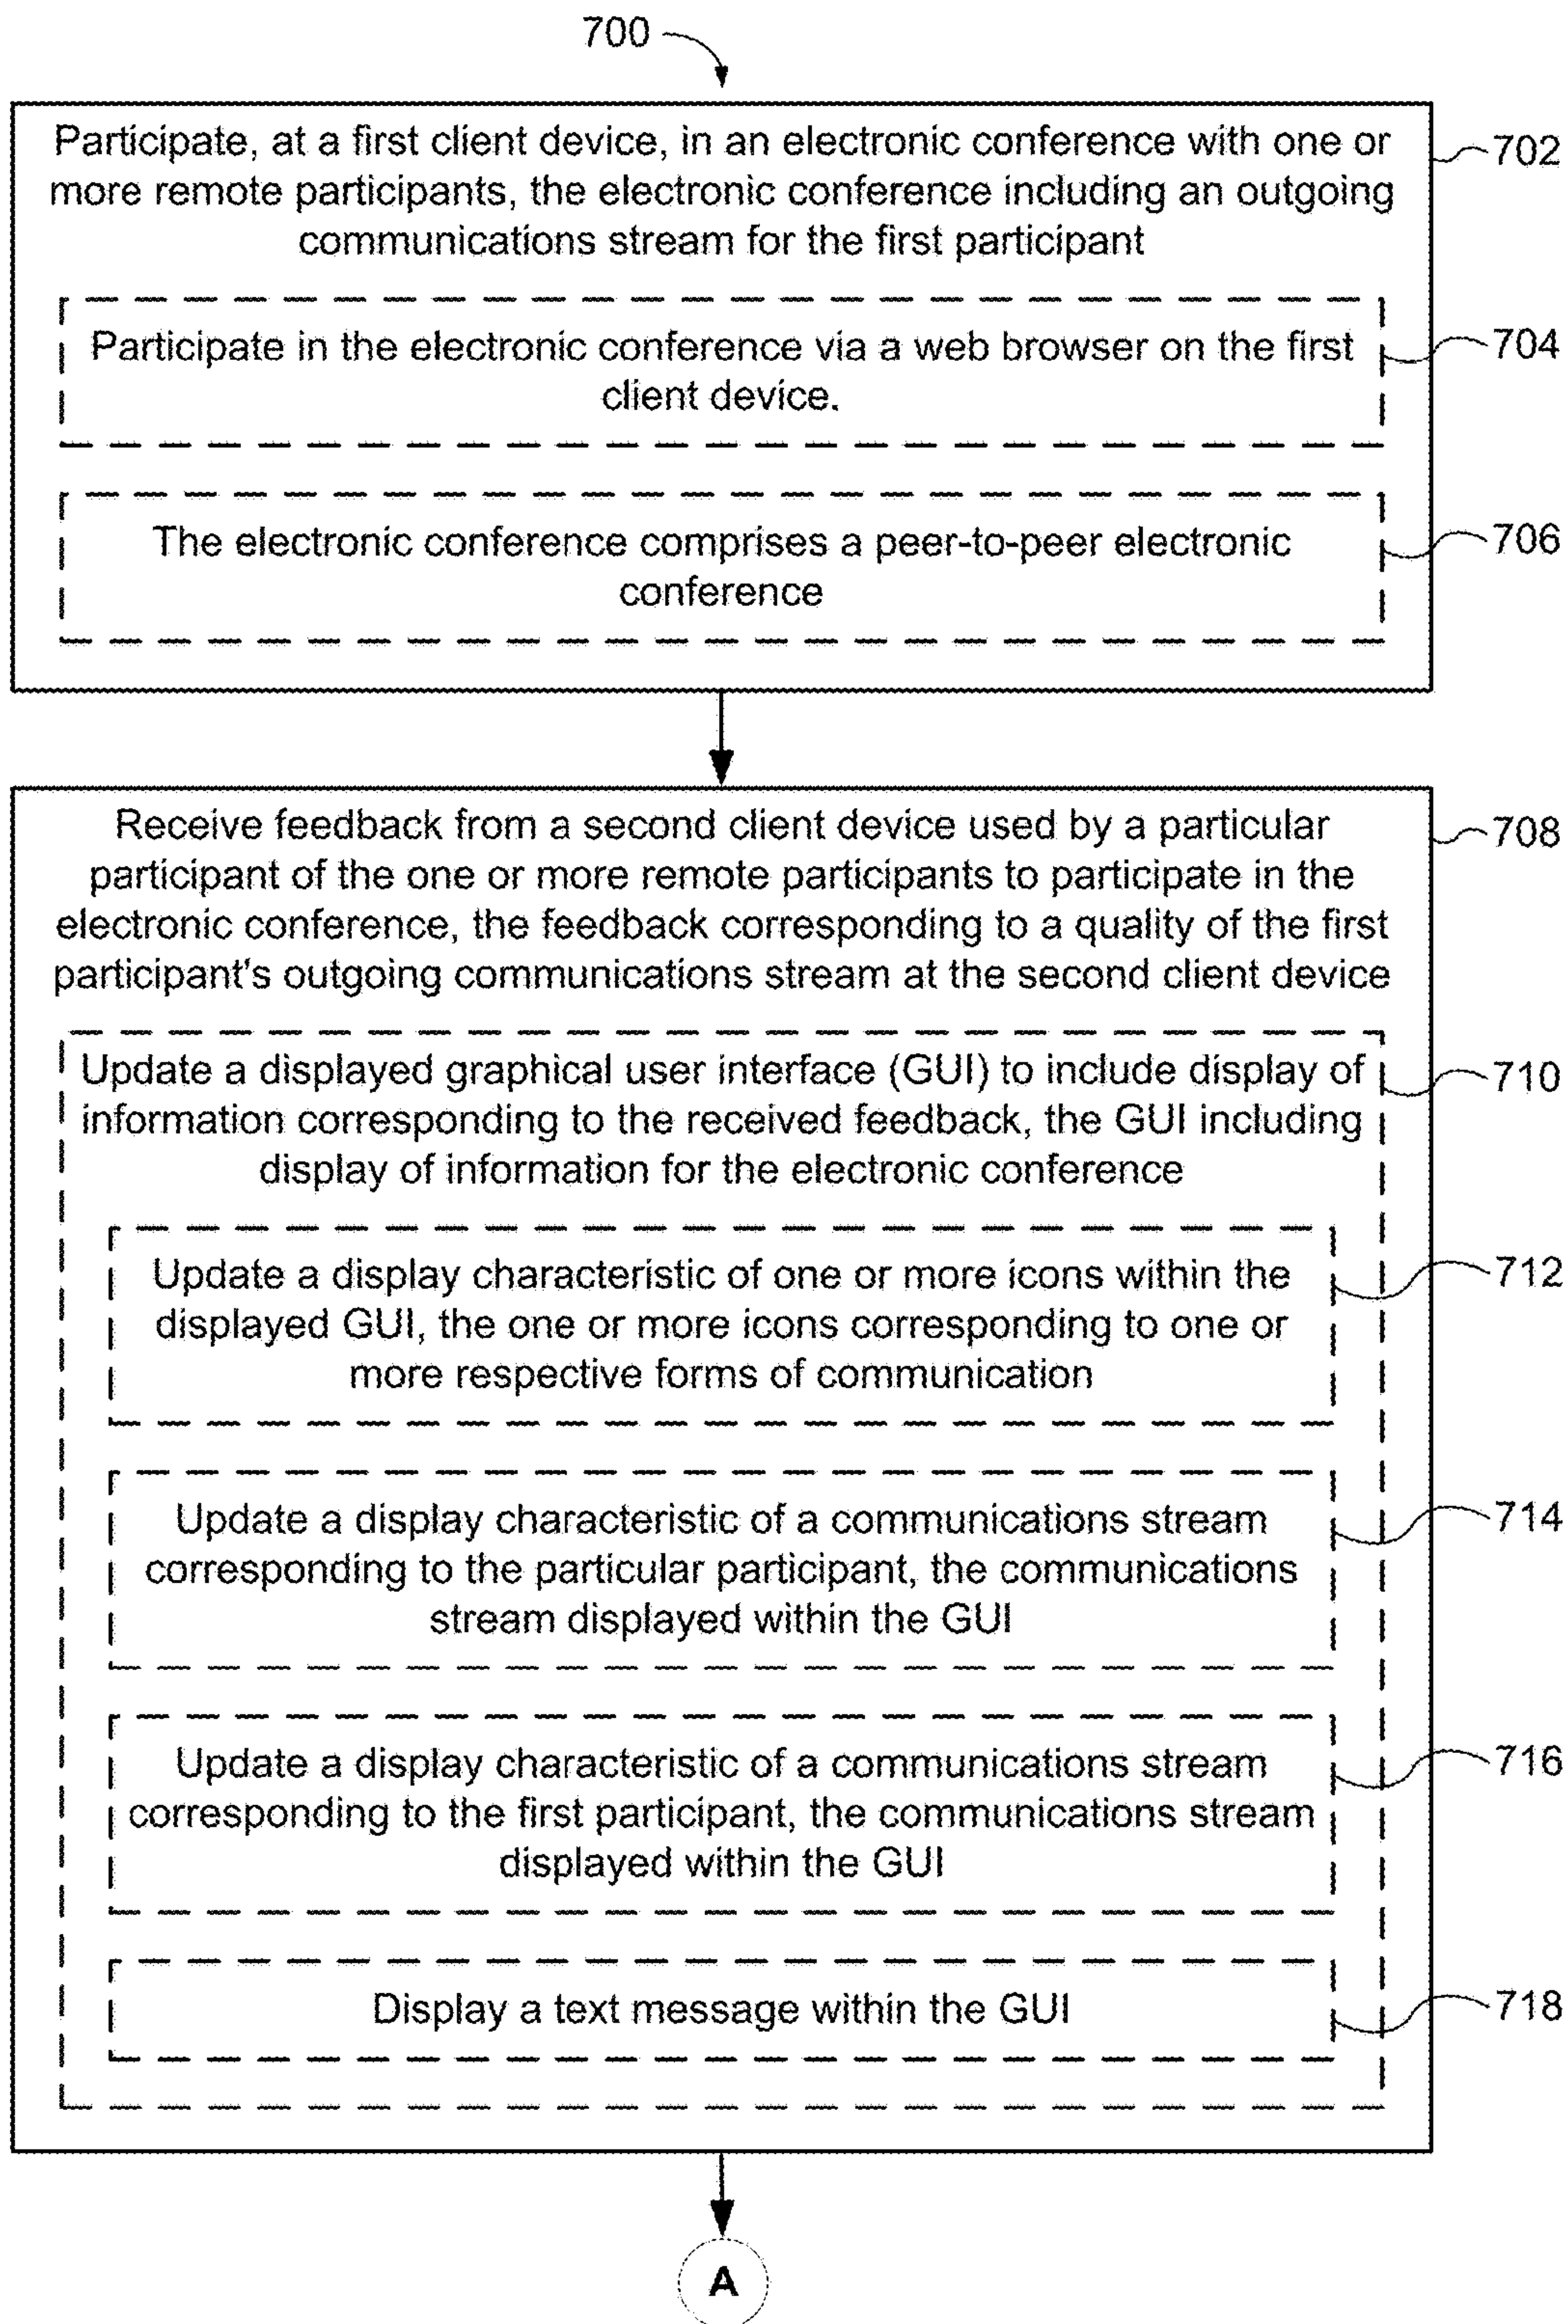 700
Participate, at a first client device, in an electronic conference with one or
more remote participants, the electronic conference including an outgoing
communications stream for the first participant
702
Participate in the electronic conference via a web browser on the first
client device.
704
The electronic conference comprises a peer-to-peer electronic
conference
706
Receive feedback from a second client device used by a particular
participant of the one or more remote participants to participate in the
electronic conference, the feedback corresponding to a quality of the first
participant's outgoing communications stream at the second client device
708
Update a displayed graphical user interface (GUI) to include display of
information corresponding to the received feedback, the GUI including
display of information for the electronic conference
710
Update a display characteristic of one or more icons within the
displayed GUI, the one or more icons corresponding to one or
more respective forms of communication
712
Update a display characteristic of a communications stream
corresponding to the particular participant, the communications
stream displayed within the GUI
714
Update a display characteristic of a communications stream
corresponding to the first participant, the communications stream
displayed within the GUI
716
Display a text message within the GUI
718
A